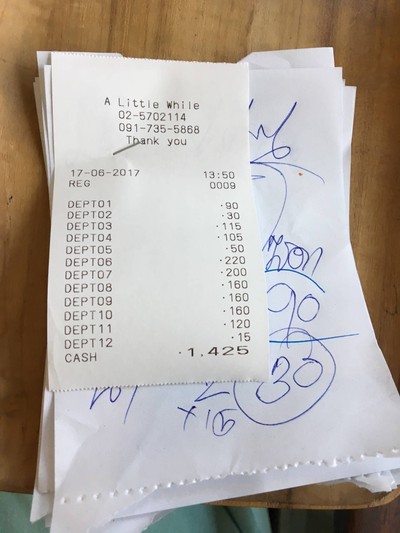 A Little While
02-5702114
091-735-5868
Thank you
17-06-2017 13:50
REG 0009
DEPT01 ·90
DEPT02 ·30
DEPT03 ·115
DEPT04 ·105
DEPT05 ·50
DEPT06 ·220
DEPT07 ·200
DEPT08 ·160
DEPT09 ·160
DEPT10 ·160
DEPT11 ·120
DEPT12 ·15
CASH ·1,425
90
30